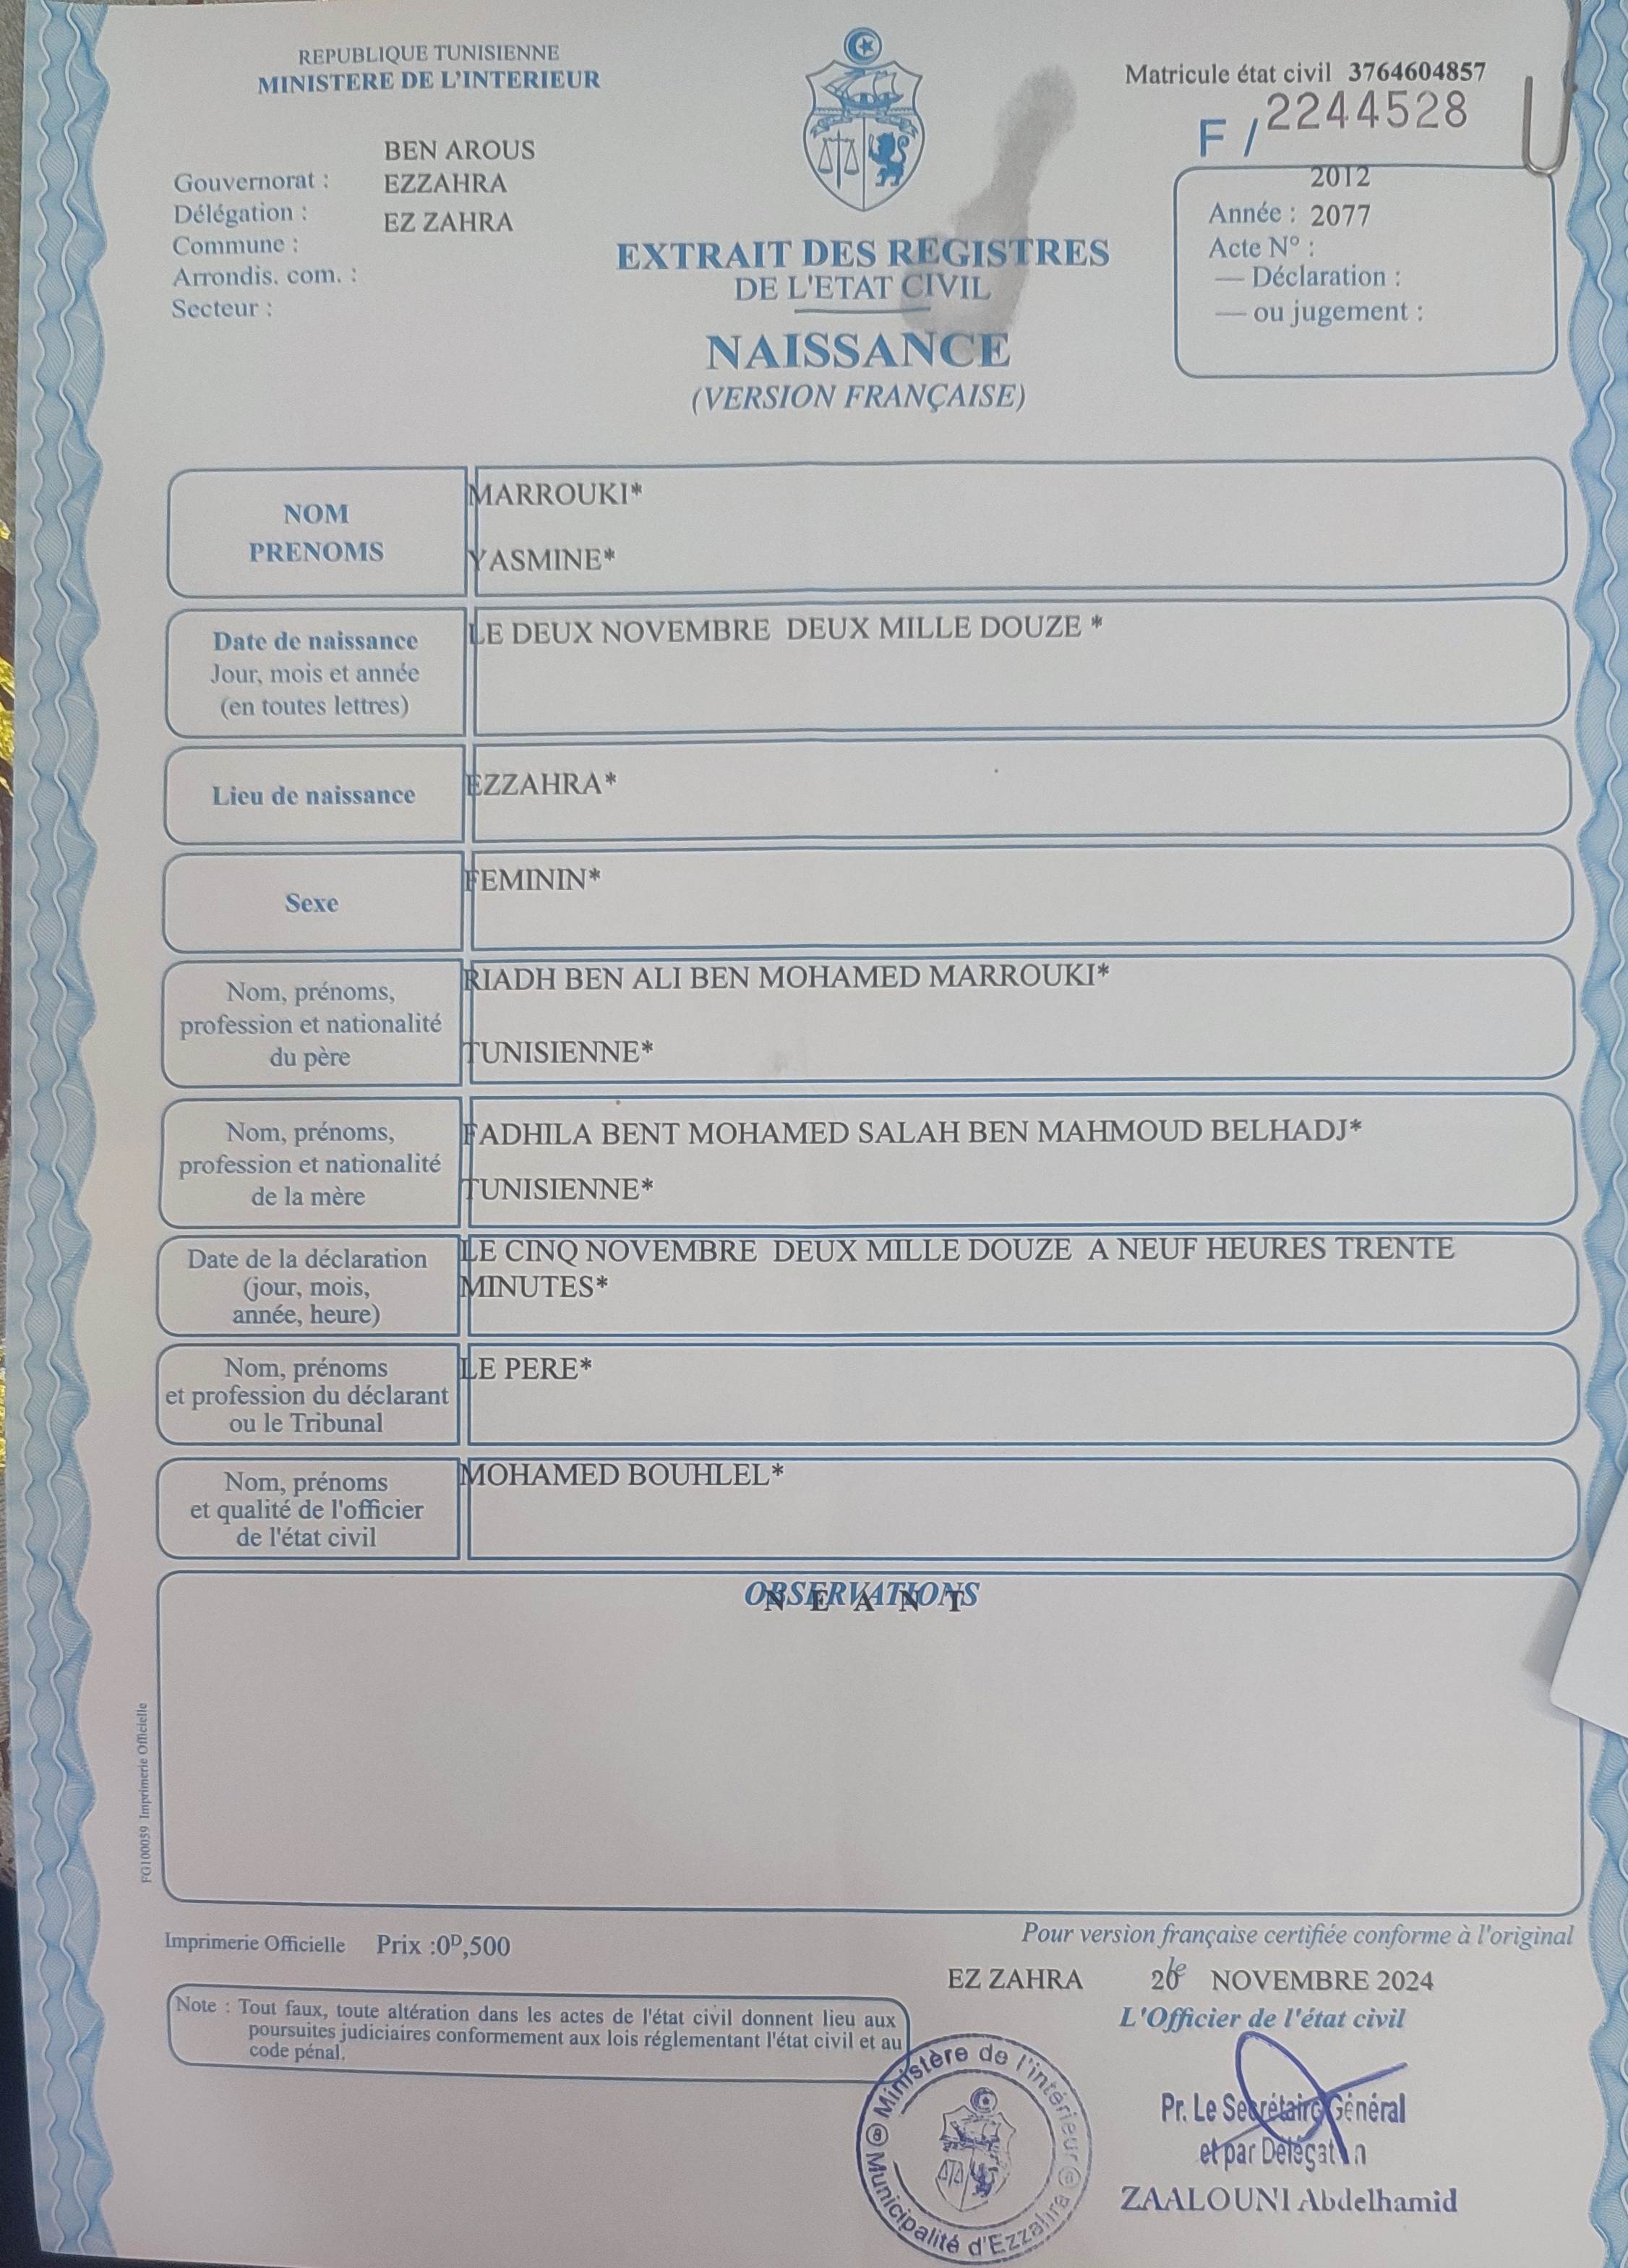 REPUBLIQUE TUNISIENNE
MINISTERE DE L'INTERIEUR
Matricule état civil 3764604857
F / 2244528
BEN AROUS
Gouvernorat : EZZAHRA
Délégation : EZ ZAHRA
Commune :
Arrondis. com. :
Secteur :
2012
Année : 2077
Acte N° :
— Déclaration :
— ou jugement :
EXTRAIT DES REGISTRES
DE L'ETAT CIVIL
NAISSANCE
(VERSION FRANÇAISE)
NOM
PRENOMS
MARROUKI*
YASMINE*
Date de naissance
Jour, mois et année
(en toutes lettres)
LE DEUX NOVEMBRE DEUX MILLE DOUZE *
Lieu de naissance
EZZAHRA*
Sexe
FEMININ*
Nom, prénoms,
profession et nationalité
du père
RIADH BEN ALI BEN MOHAMED MARROUKI*
TUNISIENNE*
Nom, prénoms,
profession et nationalité
de la mère
FADHILA BENT MOHAMED SALAH BEN MAHMOUD BELHADJ*
TUNISIENNE*
Date de la déclaration
(jour, mois,
année, heure)
LE CINQ NOVEMBRE DEUX MILLE DOUZE A NEUF HEURES TRENTE
MINUTES*
Nom, prénoms
et profession du déclarant
ou le Tribunal
LE PERE*
Nom, prénoms
et qualité de l'officier
de l'état civil
MOHAMED BOUHLEL*
OBSERVATIONS
N E A N T
FG100059 Imprimerie Officielle
Imprimerie Officielle Prix :0ᴰ,500
Pour version française certifiée conforme à l'original
EZ ZAHRA NOVEMBRE 2024
L'Officier de l'état civil
Note : Tout faux, toute altération dans les actes de l'état civil donnent lieu aux
poursuites judiciaires conformement aux lois réglementant l'état civil et au
code pénal.
Ministère de l'intérieur
Municipalité d'Ezzahra
Pr. Le Secrétaire Général
et par Délégation
ZAALOUNI Abdelhamid